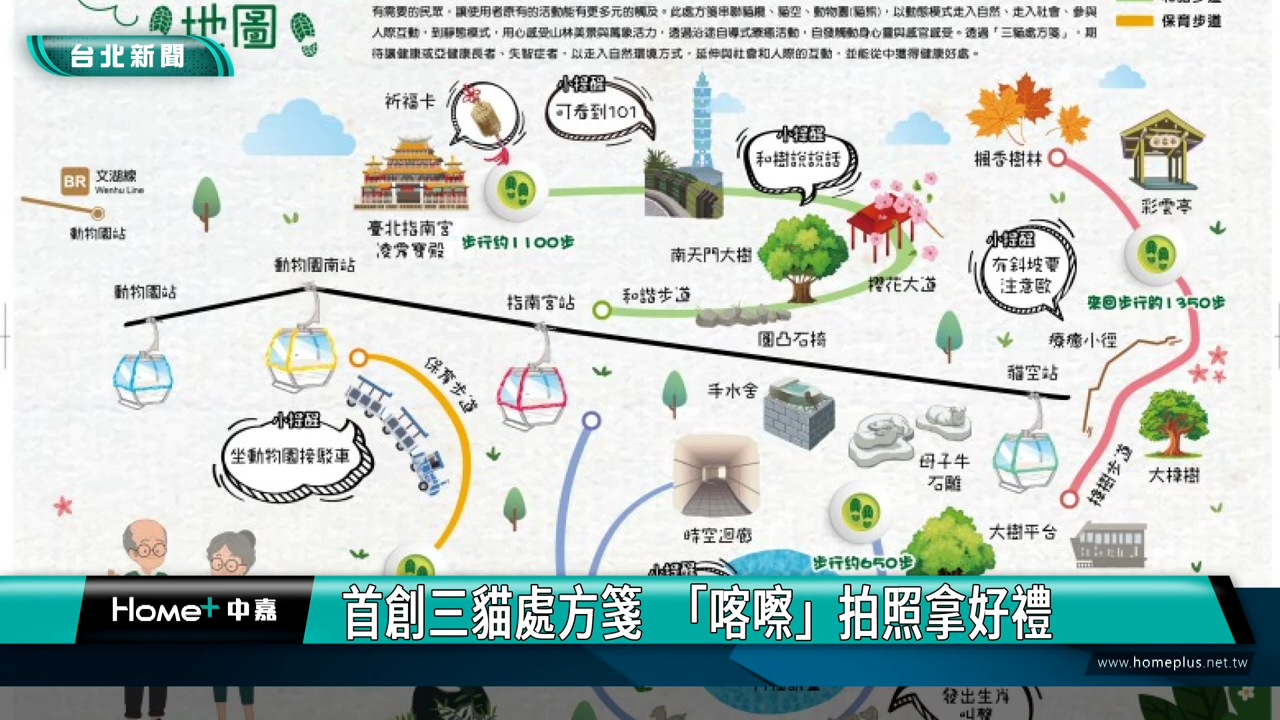 地圖
台北新聞
有需要的民眾，讓使用者原有的活動能有更多元的觸及。此處方箋串聯貓纜、貓空、動物園(貓熊)，以動態模式走入自然、走入社會、參與
人際互動，到靜態模式，用心感受山林美景與萬象活力，透過沿途自導式療癒活動，自發觸動身心靈與感官感受。透過「三貓處方箋」，期
待讓健康或亞健康長者、失智症者，以走入自然環境方式，延伸與社會和人際的互動，並能從中獲得健康好處。
保育步道
祈福卡
小提醒
可看到101
小提醒
和樹說說話
楓香樹林
彩雲亭
BR 文湖線
Wenhu Line
動物園站
臺北指南宮
凌霄寶殿
步行約1100步
南天門大樹
櫻花大道
小提醒
有斜坡要
注意歐
來回步行約1350步
動物園站
動物園南站
指南宮站
和諧步道
圓凸石椅
療癒小徑
貓空站
保育步道
手水舍
小提醒
坐動物園接駁車
母子牛
石雕
樟樹步道
大樟樹
時空迴廊
大樹平台
步行約650步
小提醒
Home+ 中嘉
首創三貓處方箋 「喀嚓」拍照拿好禮
www.homeplus.net.tw
發出生肖
叫聲